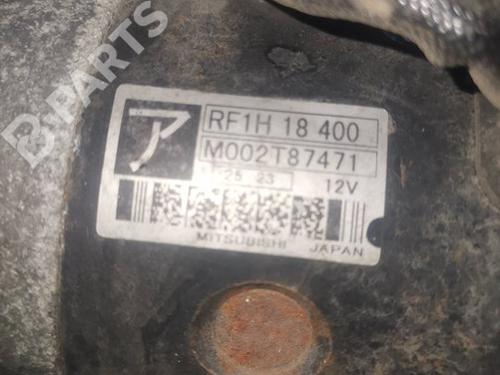 B-PARTS
ア
RF1H 18 400
M002T87471
25 23 12V
MITSUBISHI JAPAN